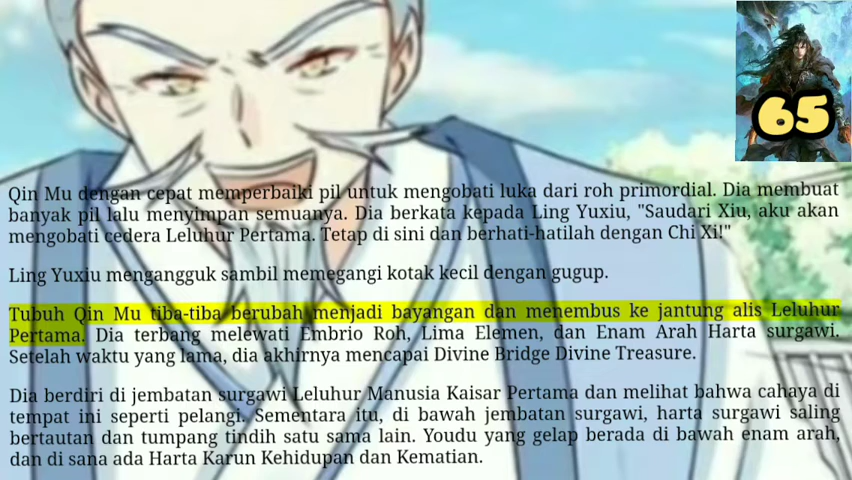 65
Qin Mu dengan cepat memperbaiki pil untuk mengobati luka dari roh primordial. Dia membuat
banyak pil lalu menyimpan semuanya. Dia berkata kepada Ling Yuxiu, "Saudari Xiu, aku akan
mengobati cedera Leluhur Pertama. Tetap di sini dan berhati-hatilah dengan Chi Xi!"
Ling Yuxiu mengangguk sambil memegangi kotak kecil dengan gugup.
Tubuh Qin Mu tiba-tiba berubah menjadi bayangan dan menembus ke jantung alis Leluhur
Pertama. Dia terbang melewati Embrio Roh, Lima Elemen, dan Enam Arah Harta surgawi.
Setelah waktu yang lama, dia akhirnya mencapai Divine Bridge Divine Treasure.
Dia berdiri di jembatan surgawi Leluhur Manusia Kaisar Pertama dan melihat bahwa cahaya di
tempat ini seperti pelangi. Sementara itu, di bawah jembatan surgawi, harta surgawi saling
bertautan dan tumpang tindih satu sama lain. Youdu yang gelap berada di bawah enam arah,
dan di sana ada Harta Karun Kehidupan dan Kematian.